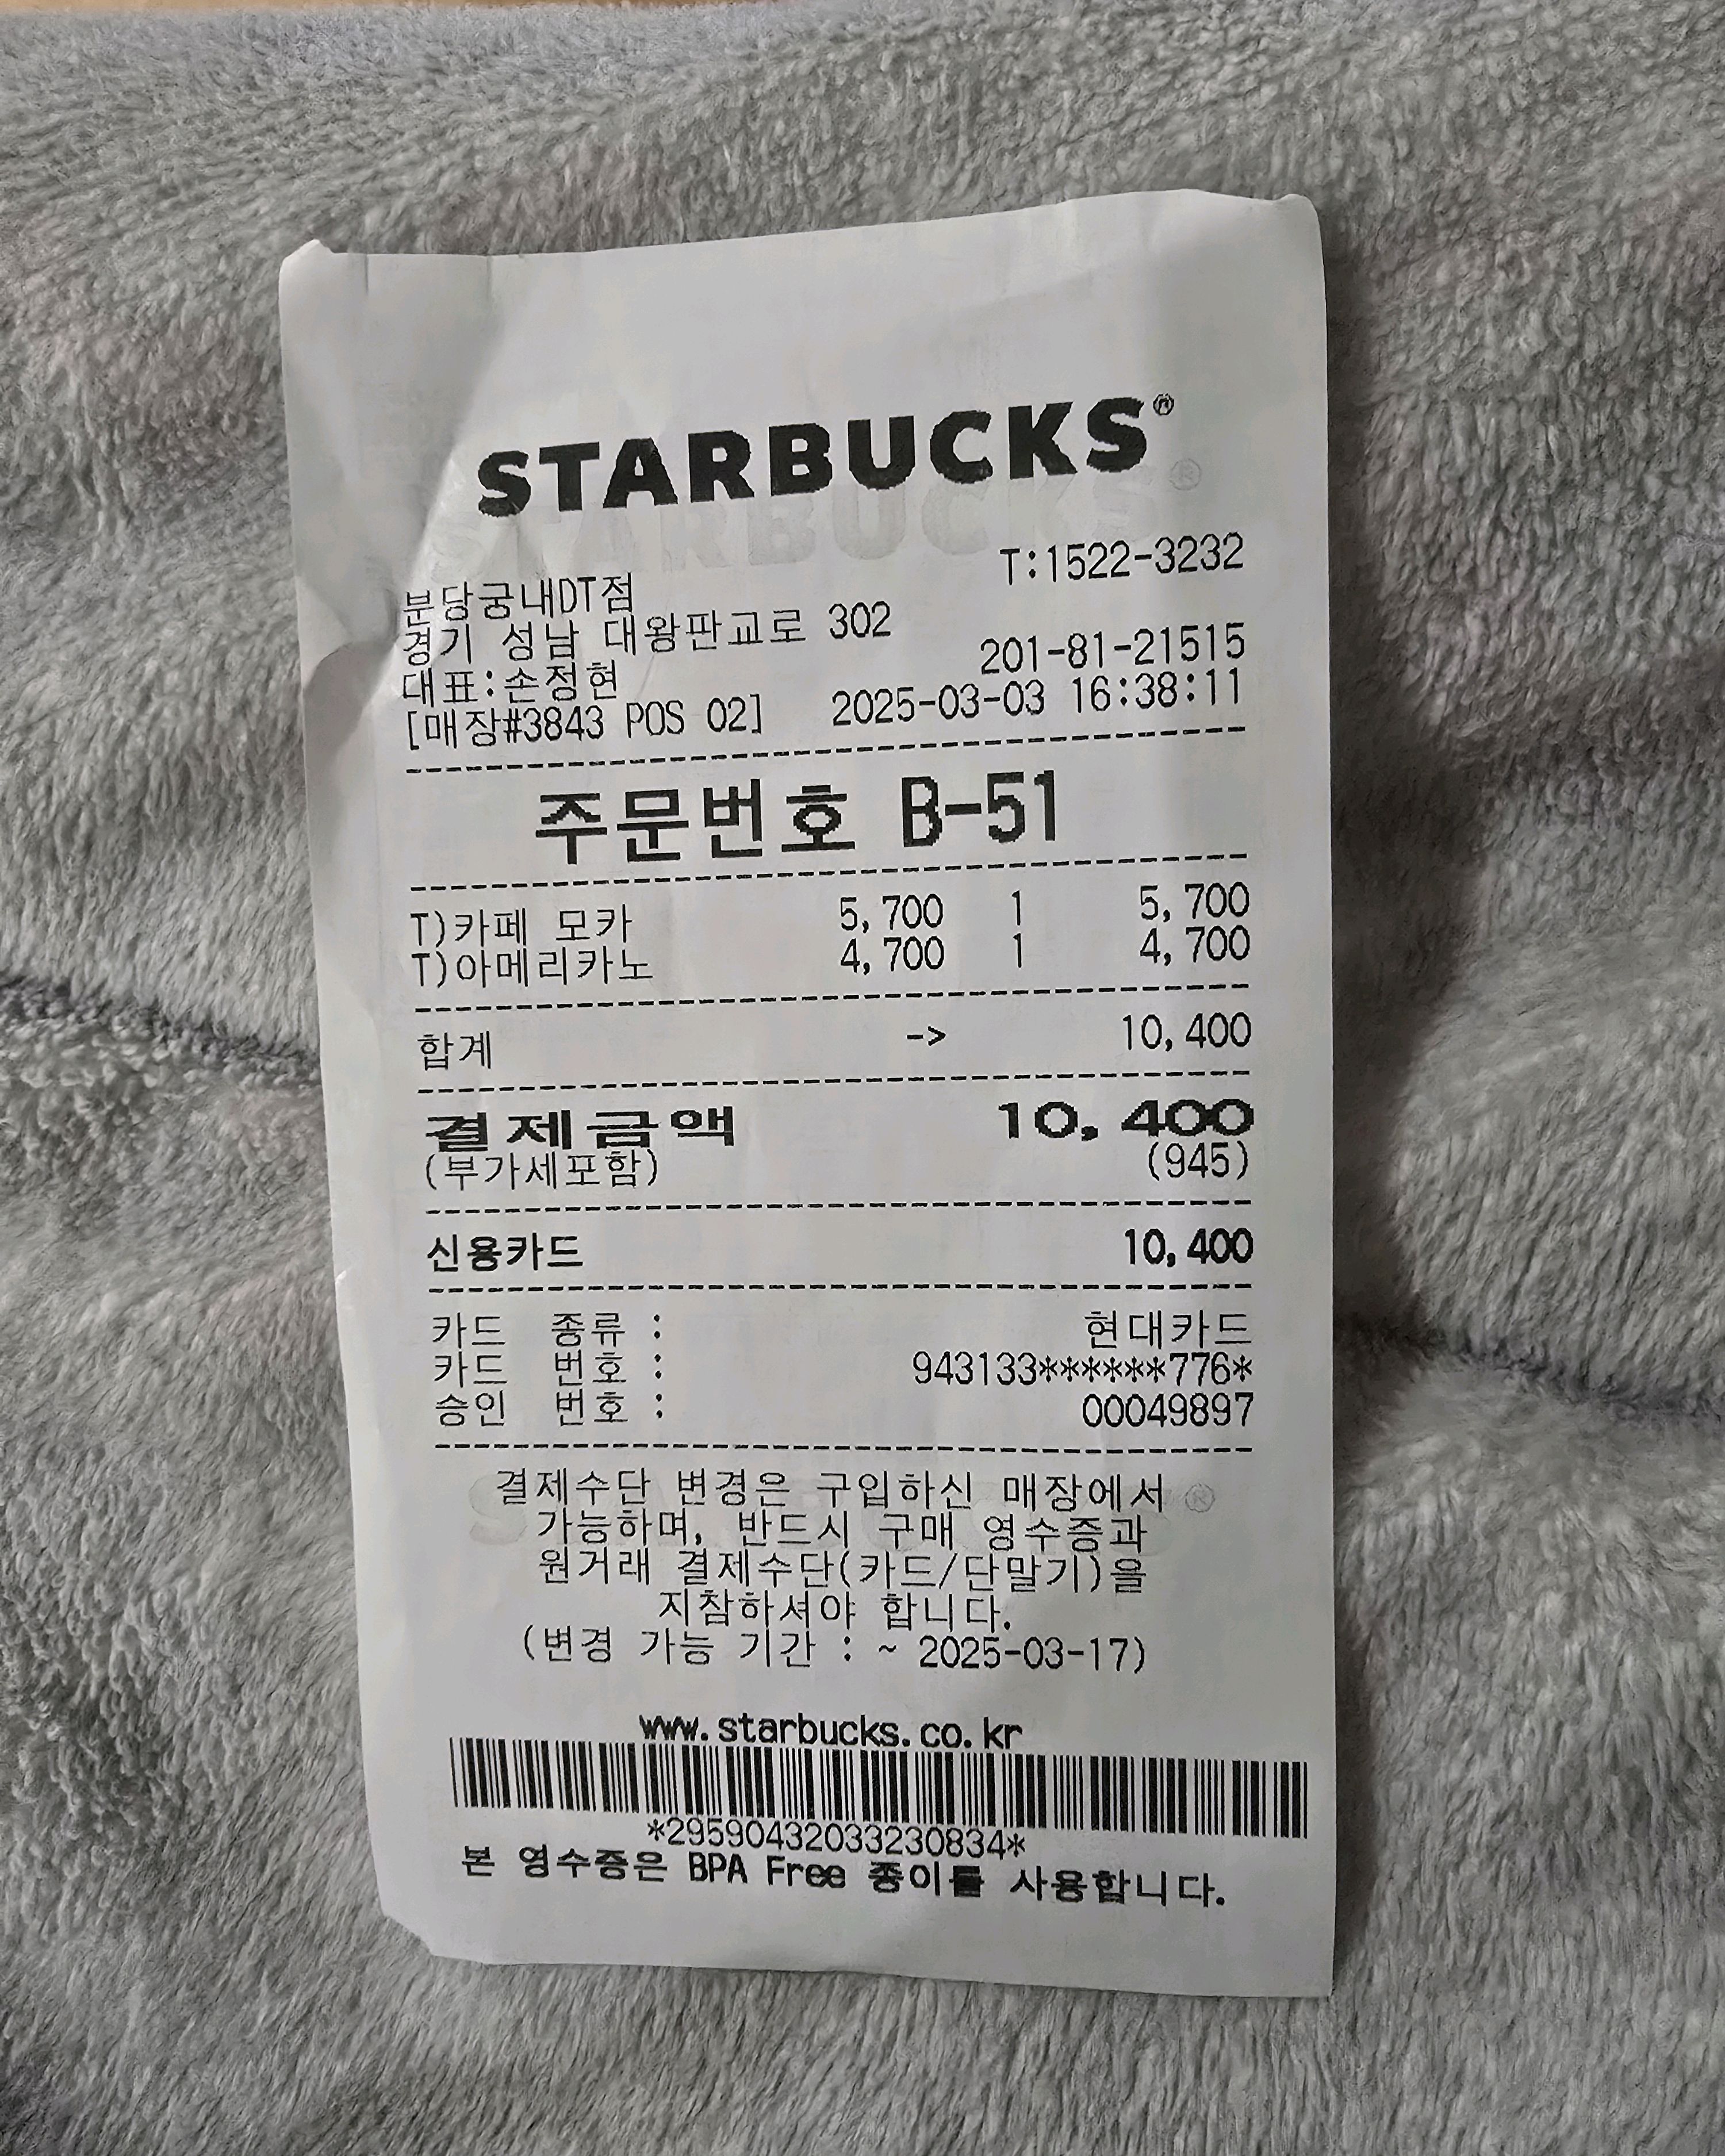 STARBUCKS®
T:1522-3232
분당궁내DT점
경기 성남 대왕판교로 302
대표:손정현 201-81-21515
[매장#3843 POS 02] 2025-03-03 16:38:11
주문번호 B-51
T)카페 모카 5,700 1 5,700
T)아메리카노 4,700 1 4,700
합계 -> 10,400
결제금액 10,400
(부가세포함) (945)
신용카드 10,400
카드 종류 : 현대카드
카드 번호 : 943133******776*
승인 번호 : 00049897
결제수단 변경은 구입하신 매장에서
가능하며, 반드시 구매 영수증과
원거래 결제수단(카드/단말기)을
지참하셔야 합니다.
(변경 가능 기간 : ~ 2025-03-17)
www.starbucks.co.kr
*29590432033230834*
본 영수증은 BPA Free 종이를 사용합니다.